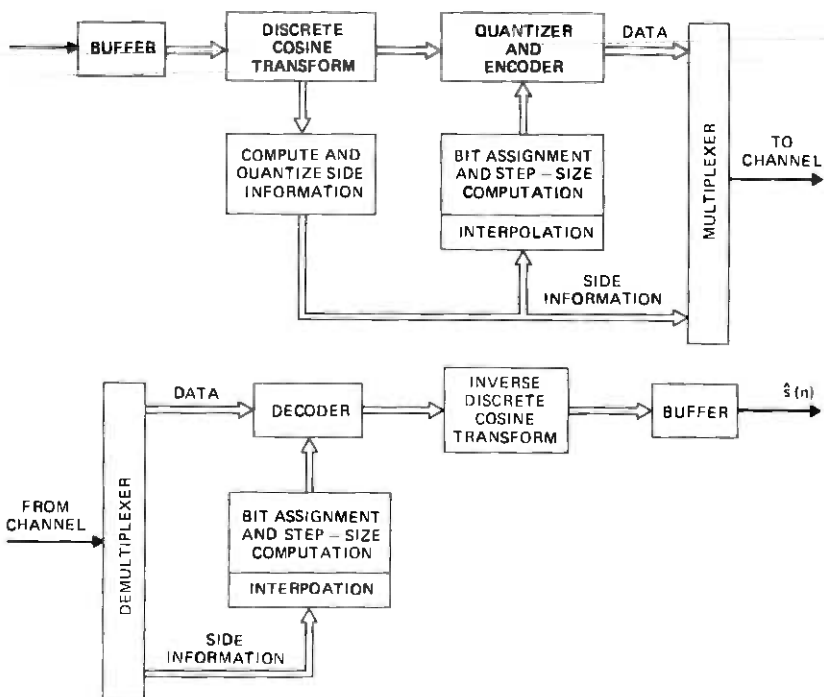 BUFFER
DISCRETE
COSINE
TRANSFORM
QUANTIZER
AND
ENCODER
DATA
MULTIPLEXER
TO
CHANNEL
COMPUTE AND
QUANTIZE SIDE
INFORMATION
BIT ASSIGNMENT
AND STEP – SIZE
COMPUTATION
INTERPOLATION
SIDE
INFORMATION
FROM
CHANNEL
DEMULTIPLEXER
DATA
DECODER
INVERSE
DISCRETE
COSINE
TRANSFORM
BUFFER
ŝ(n)
BIT ASSIGNMENT
AND STEP – SIZE
COMPUTATION
INTERPOATION
SIDE
INFORMATION